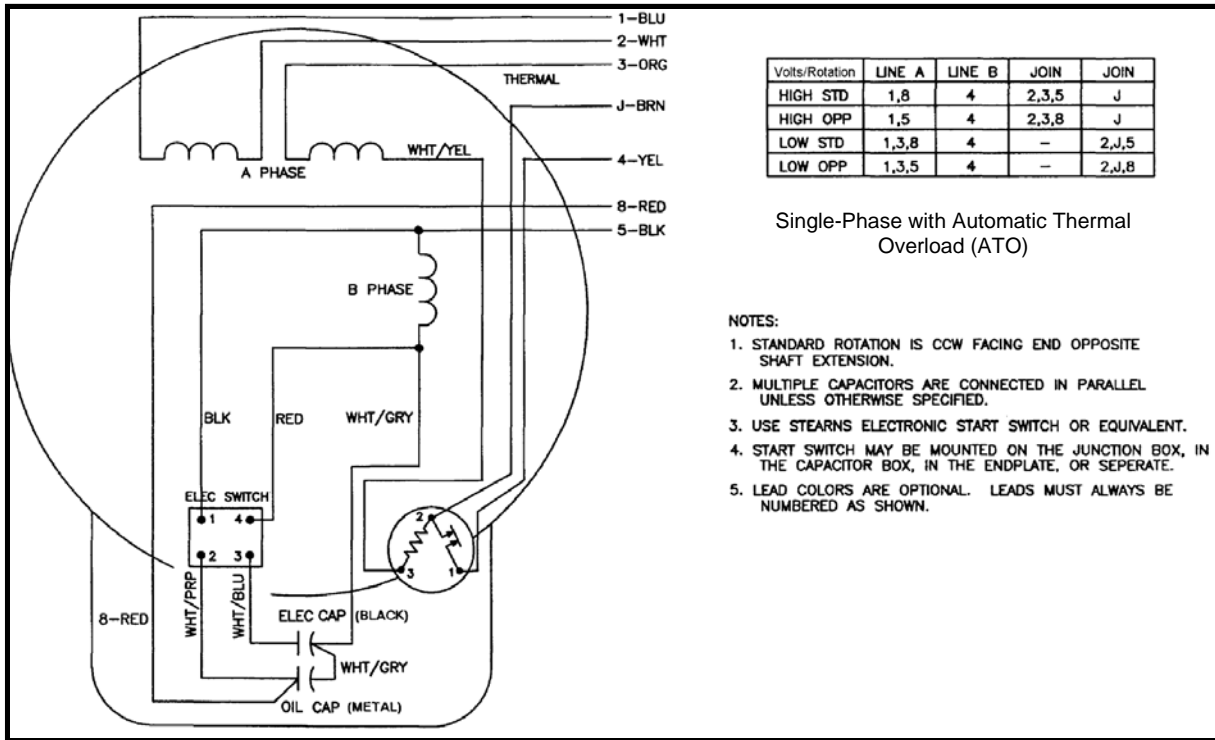 1-BLU
2-WHT
3-ORG
THERMAL
J-BRN
WHT/YEL
4-YEL
A PHASE
8-RED
5-BLK
B PHASE
BLK
RED
WHT/GRY
ELEC SWITCH
1 4
2 3
2
3 1
WHT/PRP
WHT/BLU
8-RED
ELEC CAP (BLACK)
WHT/GRY
OIL CAP (METAL)
Volts/Rotation LINE A LINE B JOIN JOIN
HIGH STD 1,8 4 2,3,5 J
HIGH OPP 1,5 4 2,3,8 J
LOW STD 1,3,8 4 – 2,J,5
LOW OPP 1,3,5 4 – 2,J,8
Single-Phase with Automatic Thermal
Overload (ATO)
NOTES:
1. STANDARD ROTATION IS CCW FACING END OPPOSITE
SHAFT EXTENSION.
2. MULTIPLE CAPACITORS ARE CONNECTED IN PARALLEL
UNLESS OTHERWISE SPECIFIED.
3. USE STEARNS ELECTRONIC START SWITCH OR EQUIVALENT.
4. START SWITCH MAY BE MOUNTED ON THE JUNCTION BOX, IN
THE CAPACITOR BOX, IN THE ENDPLATE, OR SEPERATE.
5. LEAD COLORS ARE OPTIONAL. LEADS MUST ALWAYS BE
NUMBERED AS SHOWN.